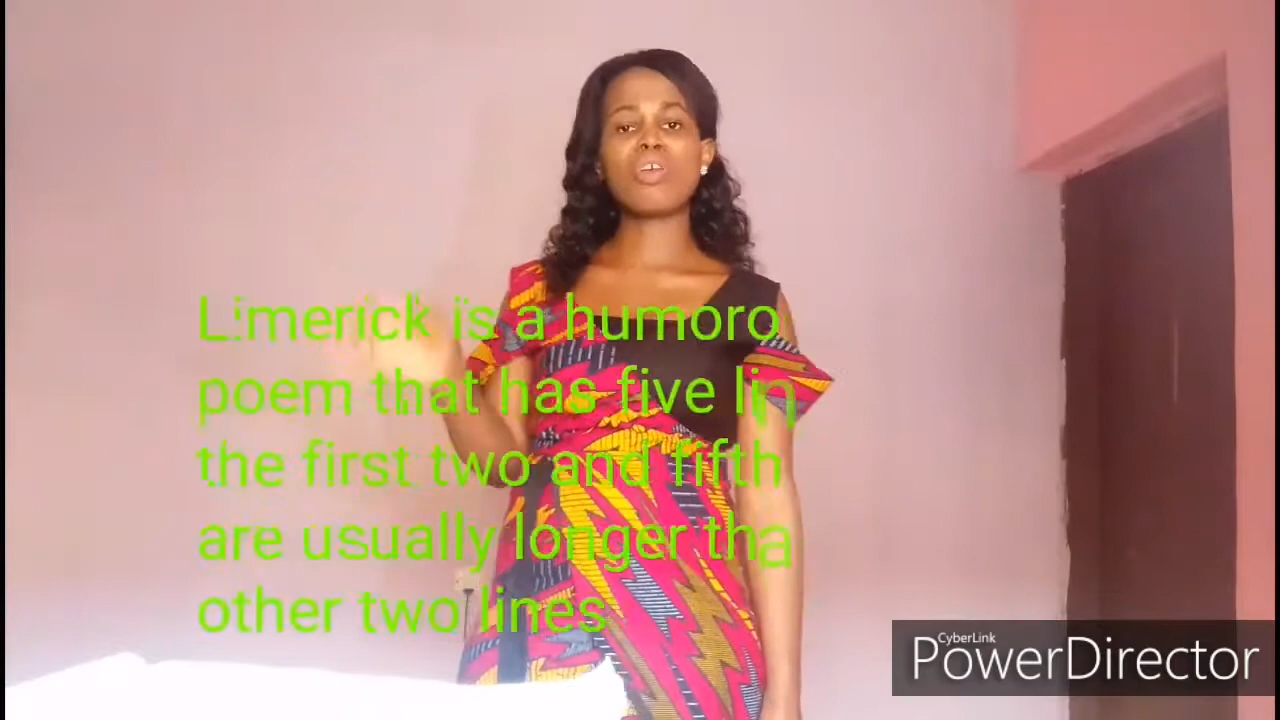 Limerick is a humoro
poem that has five lin
the first two and fifth
are usually longer tha
other two lines
CyberLink
PowerDirector